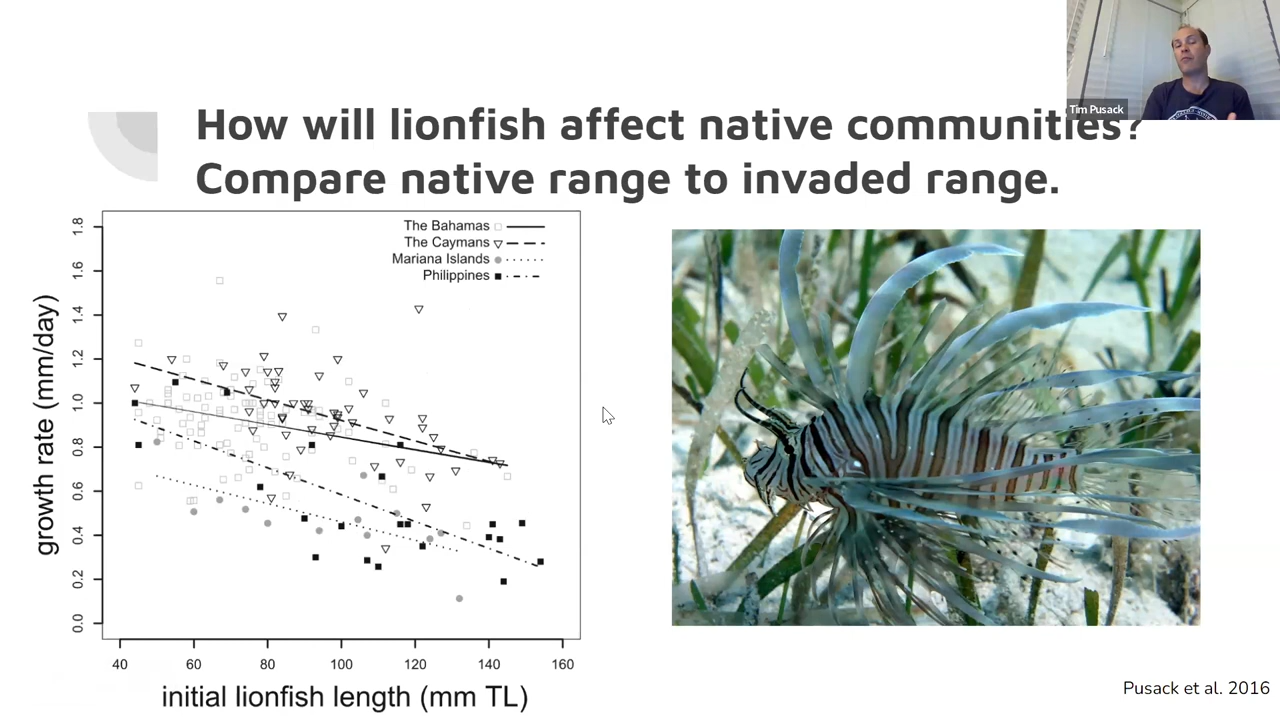 Tim Pusack
How will lionfish affect native communities?
Compare native range to invaded range.
The Bahamas
The Caymans
Mariana Islands
Philippines
growth rate (mm/day)
1.8
1.6
1.4
1.2
1.0
0.8
0.6
0.4
0.2
0.0
40 60 80 100 120 140 160
initial lionfish length (mm TL)
Pusack et al. 2016